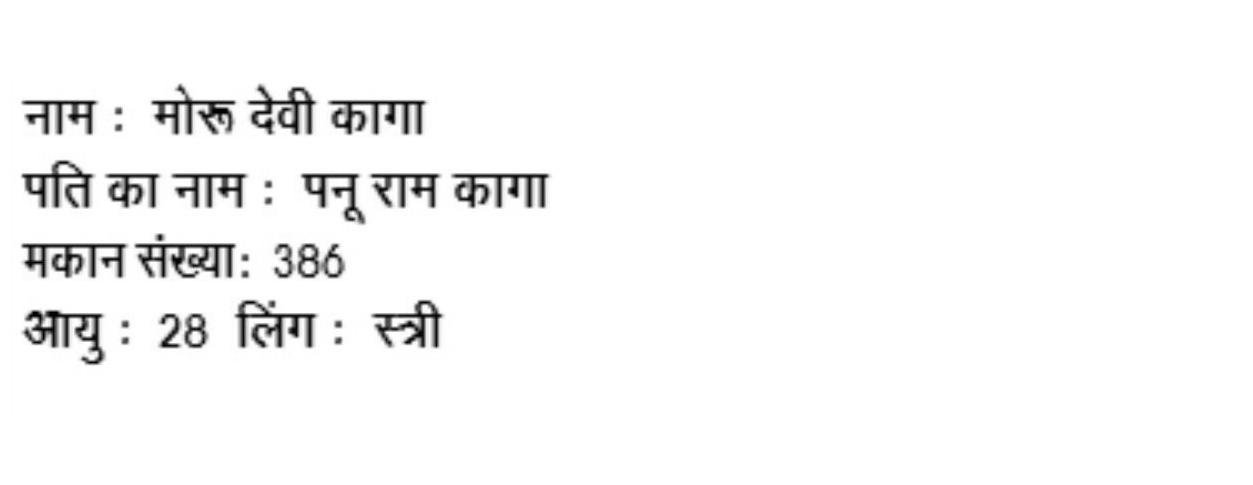 नाम : मोरू देवी कागा
पति का नाम : पनू राम कागा
मकान संख्या: 386
आयु : 28 लिंग : स्त्री